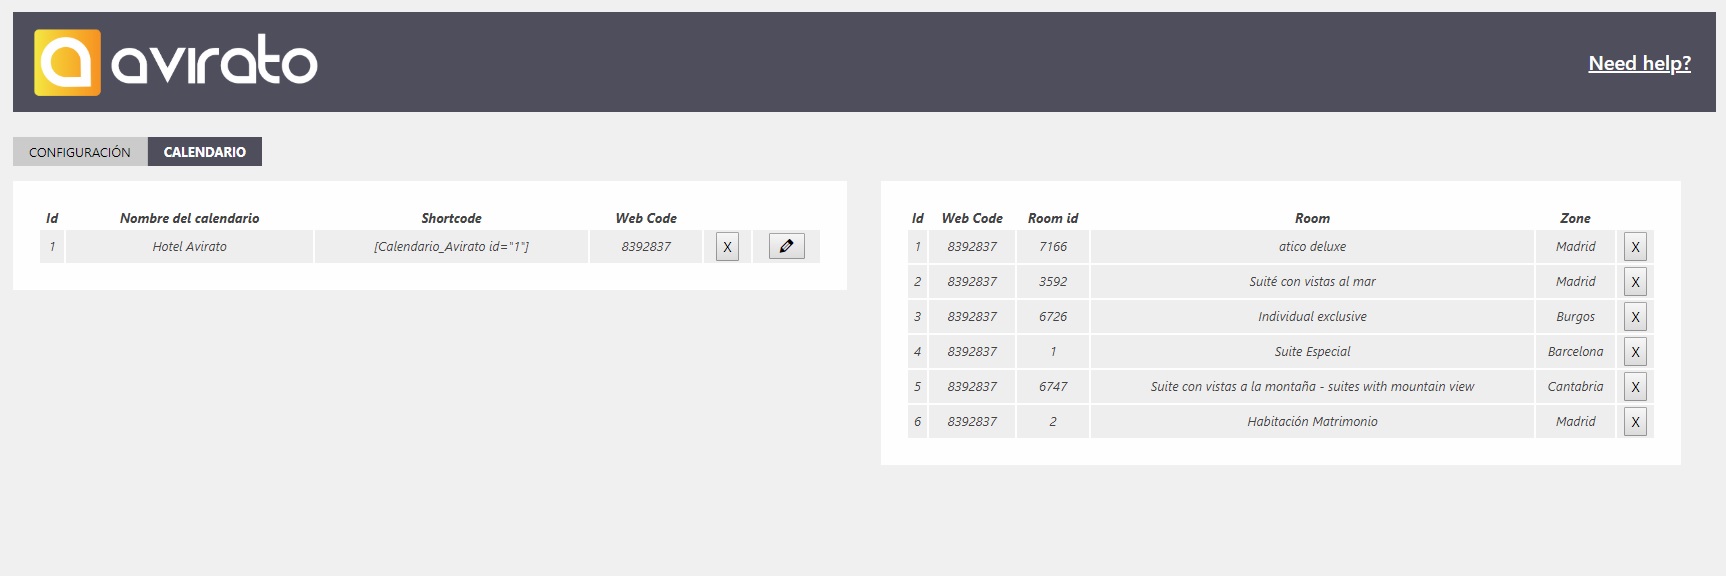 avirato
Need help?
CONFIGURACIÓN CALENDARIO
Id Nombre del calendario Shortcode Web Code
1 Hotel Avirato [Calendario_Avirato id="1"] 8392837 X
Id Web Code Room id Room Zone
1 8392837 7166 atico deluxe Madrid X
2 8392837 3592 Suité con vistas al mar Madrid X
3 8392837 6726 Individual exclusive Burgos X
4 8392837 1 Suite Especial Barcelona X
5 8392837 6747 Suite con vistas a la montaña - suites with mountain view Cantabria X
6 8392837 2 Habitación Matrimonio Madrid X